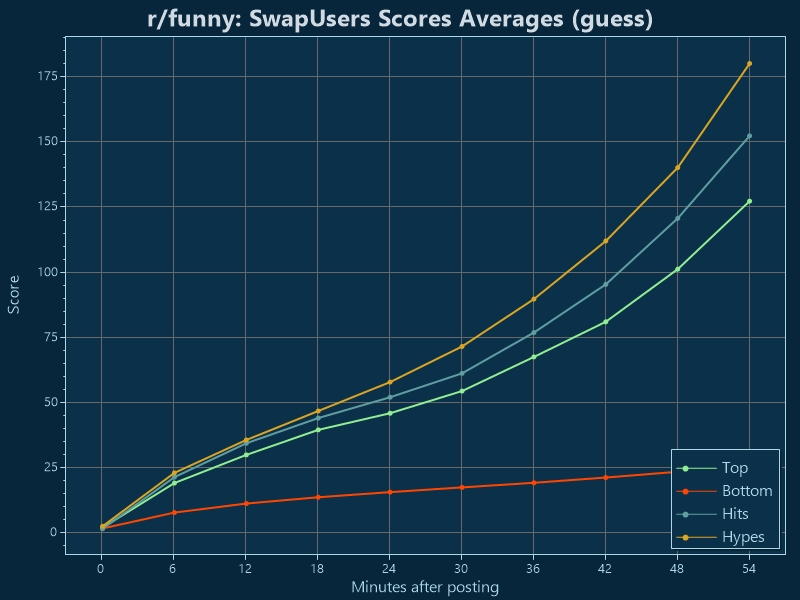 r/funny: SwapUsers Scores Averages (guess)
175
150
125
100
75
50
25
0
Score
Top
Bottom
Hits
Hypes
0 6 12 18 24 30 36 42 48 54
Minutes after posting